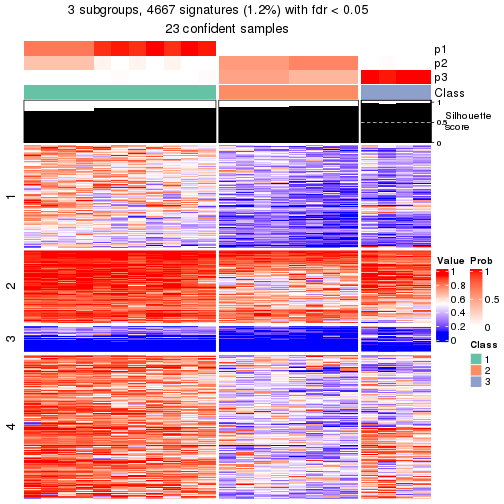 3 subgroups, 4667 signatures (1.2%) with fdr < 0.05
23 confident samples
p1
p2
p3
Class
1
0.5
0
Silhouette
score
1
2
3
4
Value
1
0.8
0.6
0.4
0.2
0
Prob
1
0.5
0
Class
1
2
3